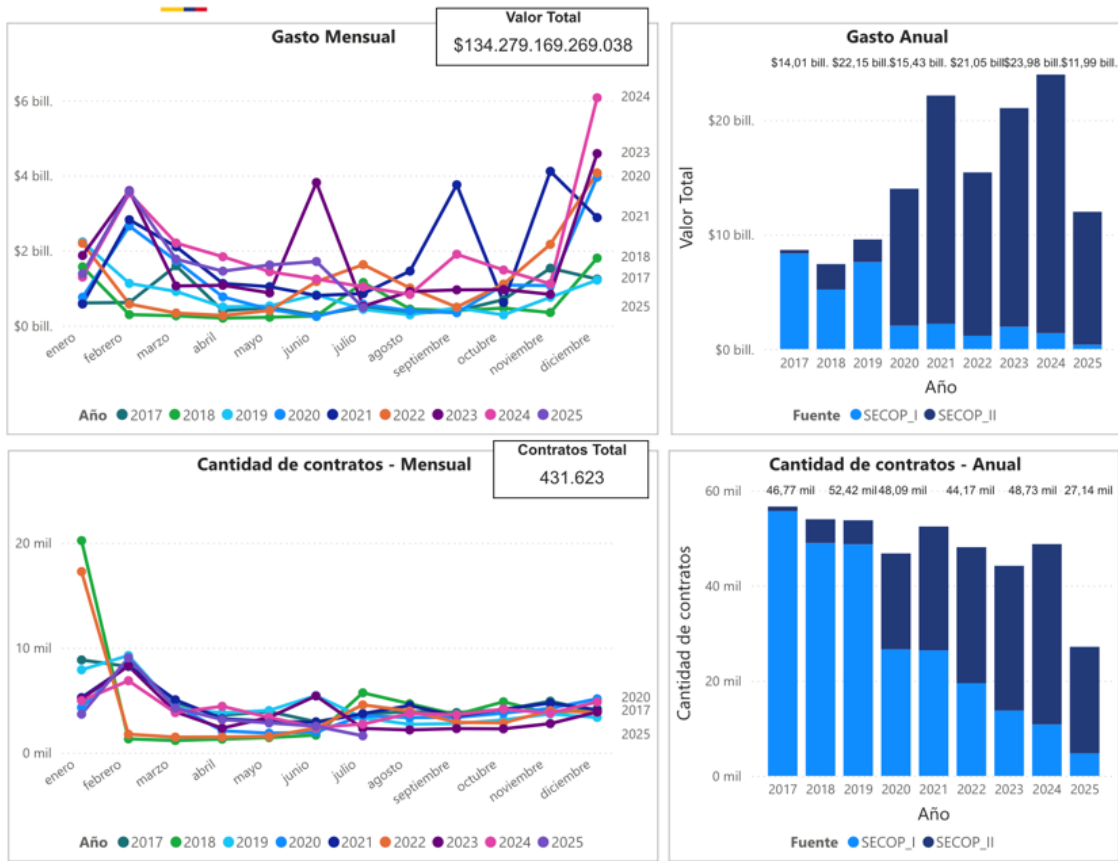 Gasto Mensual
Valor Total
$134.279.169.269.038
$6 bill.
$4 bill.
$2 bill.
$0 bill.
2024
2023
2020
2021
2018
2017
2025
enero febrero marzo abril mayo junio julio agosto septiembre octubre noviembre diciembre
Año 2017 2018 2019 2020 2021 2022 2023 2024 2025
Gasto Anual
$14,01 bill. $22,15 bill. $15,43 bill. $21,05 bill. $23,98 bill. $11,99 bill.
Valor Total
$20 bill.
$10 bill.
$0 bill.
2017 2018 2019 2020 2021 2022 2023 2024 2025
Año
Fuente SECOP_I SECOP_II
Cantidad de contratos - Mensual
Contratos Total
431.623
20 mil
10 mil
0 mil
2020
2017
2025
enero febrero marzo abril mayo junio julio agosto septiembre octubre noviembre diciembre
Año 2017 2018 2019 2020 2021 2022 2023 2024 2025
Cantidad de contratos - Anual
46,77 mil 52,42 mil 48,09 mil 44,17 mil 48,73 mil 27,14 mil
Cantidad de contratos
60 mil
40 mil
20 mil
0 mil
2017 2018 2019 2020 2021 2022 2023 2024 2025
Año
Fuente SECOP_I SECOP_II